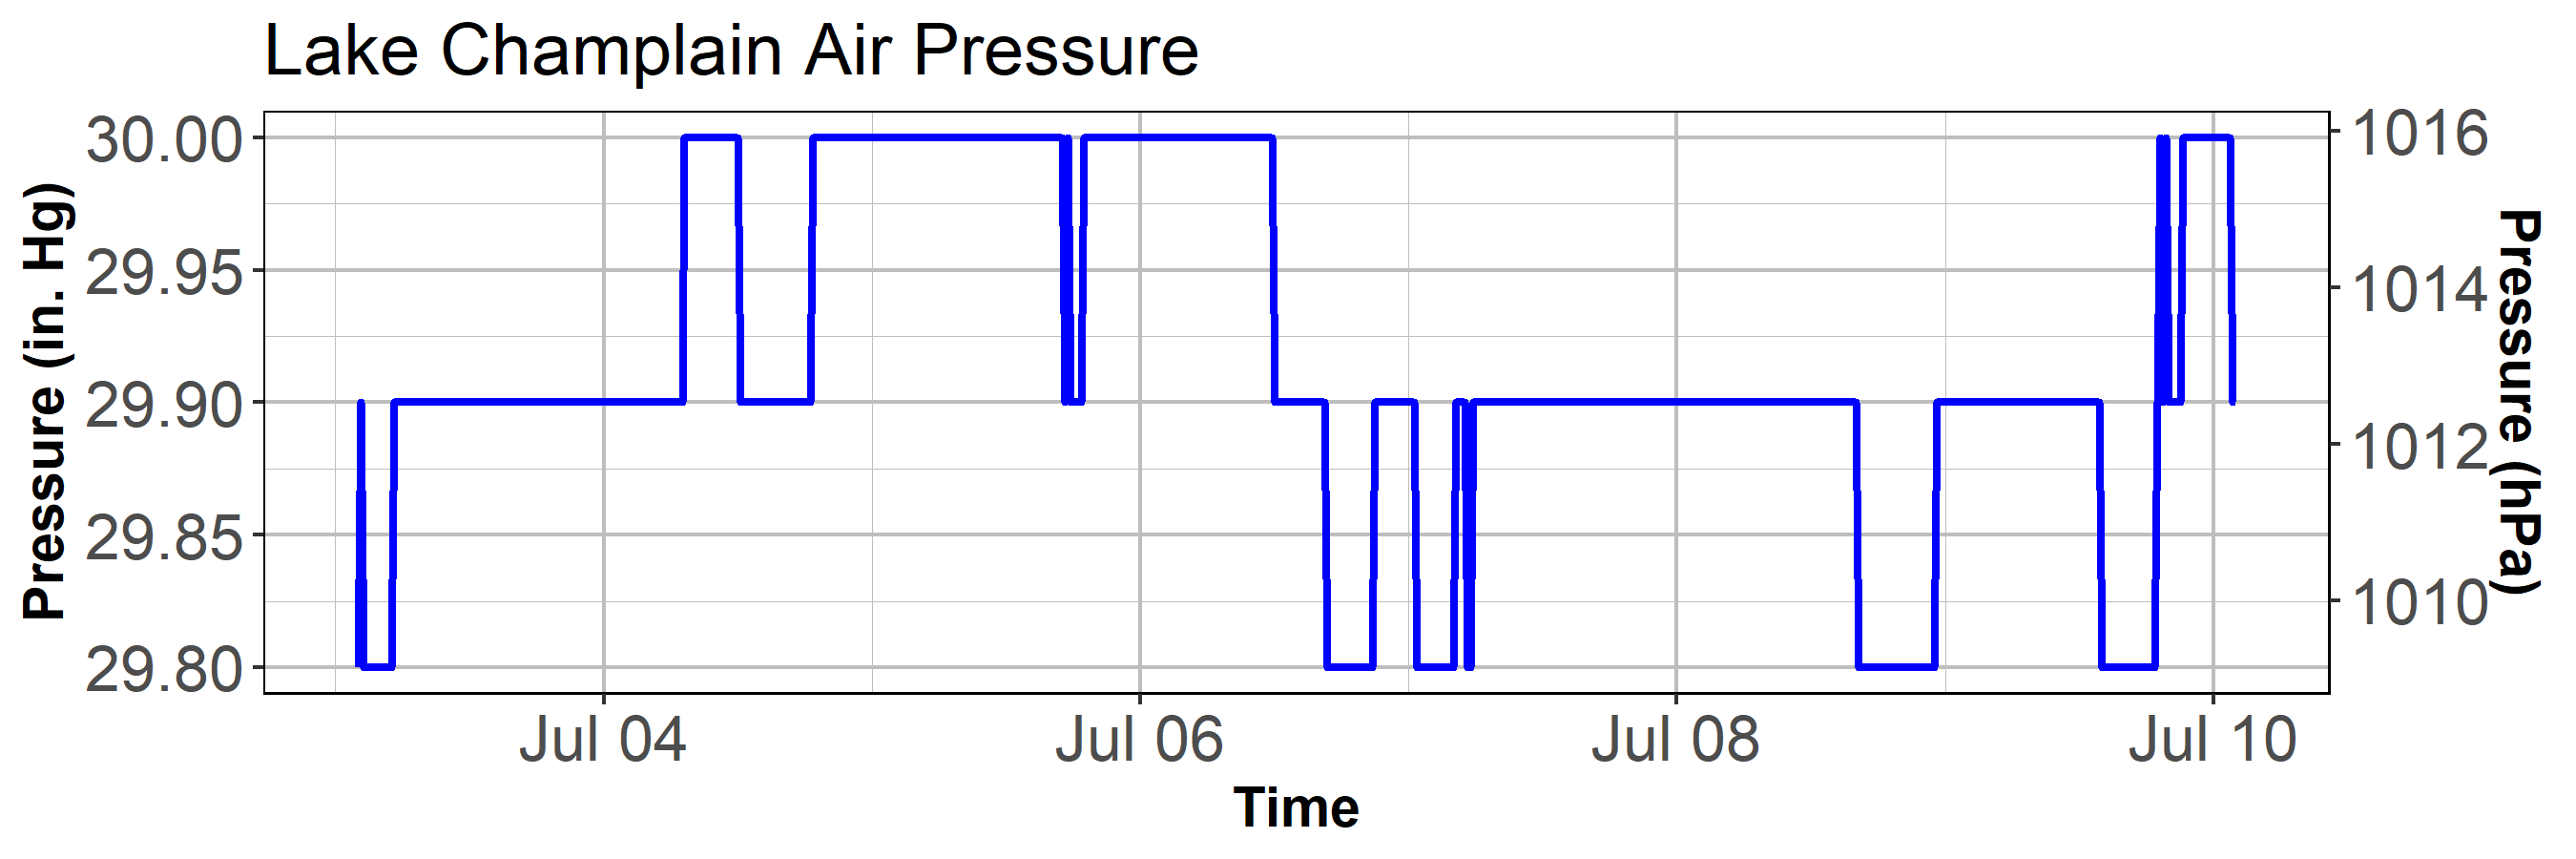 Lake Champlain Air Pressure
Pressure (in. Hg)
30.00
29.95
29.90
29.85
29.80
1016
1014
1012
1010
Pressure (hPa)
Jul 04 Jul 06 Jul 08 Jul 10
Time